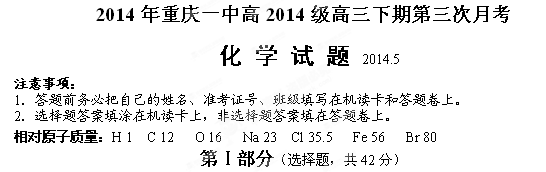 2014年重庆一中高2014级高三下期第三次月考
化 学 试 题 2014.5
注意事项：
1. 答题前务必把自己的姓名、准考证号、班级填写在机读卡和答题卷上。
2. 选择题答案填涂在机读卡上，非选择题答案填在答题卷上。
相对原子质量：H 1 C 12 O 16 Na 23 Cl 35.5 Fe 56 Br 80
第Ⅰ部分（选择题，共42分）